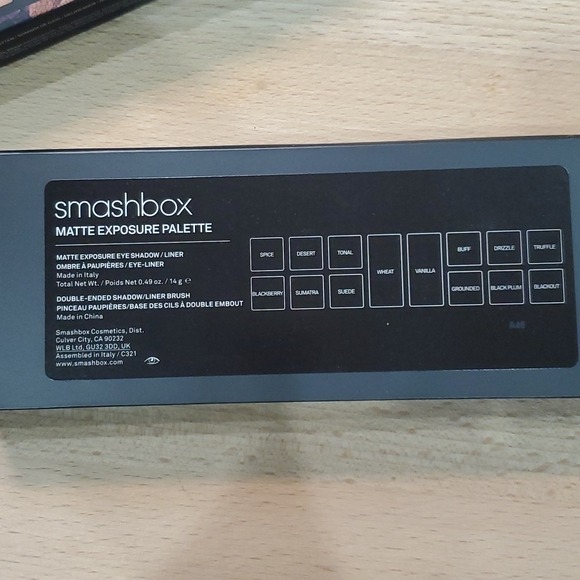 smashbox
MATTE EXPOSURE PALETTE
MATTE EXPOSURE EYE SHADOW / LINER
OMBRE À PAUPIÈRES / EYE-LINER
Made in Italy
Total Net Wt. / Poids Net 0.49 oz. / 14 g ℮
DOUBLE-ENDED SHADOW/LINER BRUSH
PINCEAU PAUPIÈRES/BASE DES CILS À DOUBLE EMBOUT
Made in China
Smashbox Cosmetics, Dist.
Culver City, CA 90232
WLB Ltd, GU32 3DD, UK
Assembled in Italy / C321
www.smashbox.com
SPICE DESERT TONAL WHEAT VANILLA BUFF DRIZZLE TRUFFLE
BLACKBERRY SUMATRA SUEDE GROUNDED BLACK PLUM BLACKOUT